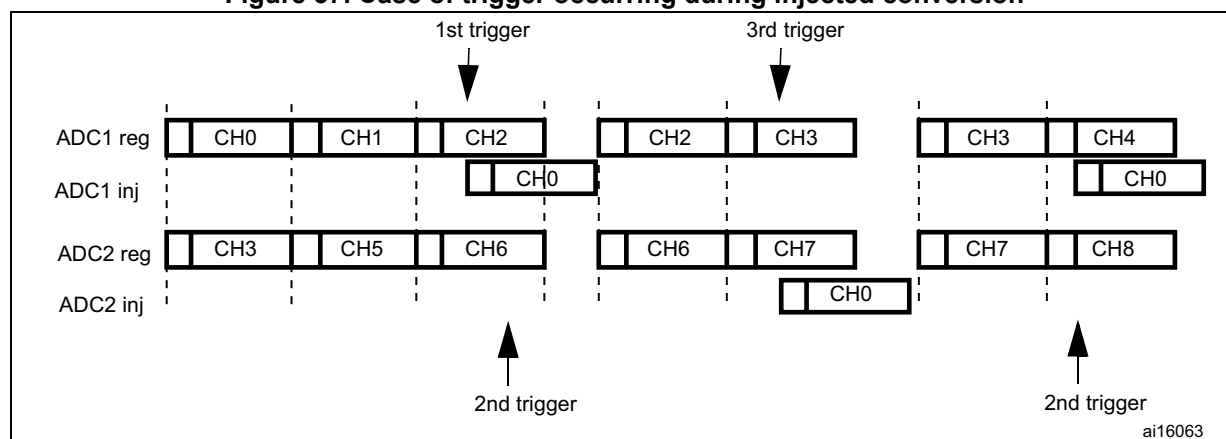 Figure Case of trigger occurring during injected conversion
1st trigger 3rd trigger
ADC1 reg CH0 CH1 CH2 CH2 CH3 CH3 CH4
ADC1 inj CH0 CH0
ADC2 reg CH3 CH5 CH6 CH6 CH7 CH7 CH8
ADC2 inj CH0
2nd trigger 2nd trigger
ai16063